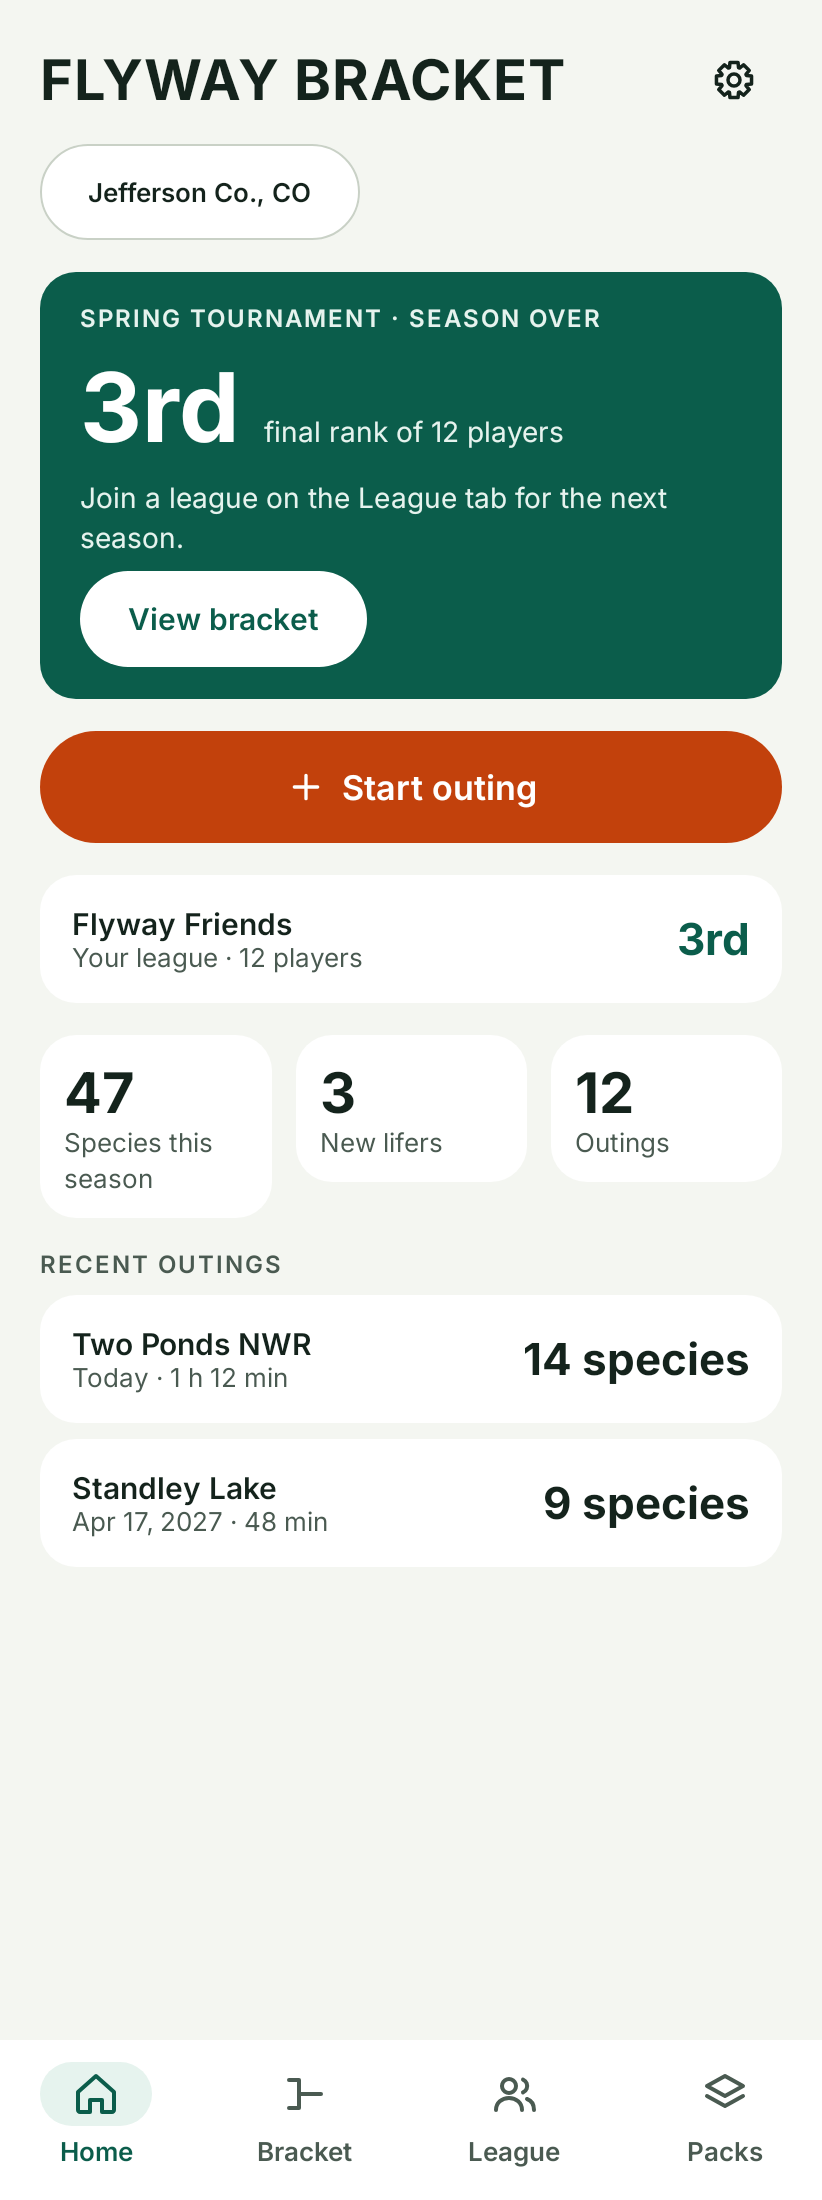 FLYWAY BRACKET
Jefferson Co., CO
SPRING TOURNAMENT · SEASON OVER
3rd final rank of 12 players
Join a league on the League tab for the next
season.
View bracket
Start outing
Flyway Friends
Your league · 12 players
3rd
47
Species this
season
3
New lifers
12
Outings
RECENT OUTINGS
Two Ponds NWR
Today · 1 h 12 min
14 species
Standley Lake
Apr 17, 2027 · 48 min
9 species
Home
Bracket
League
Packs